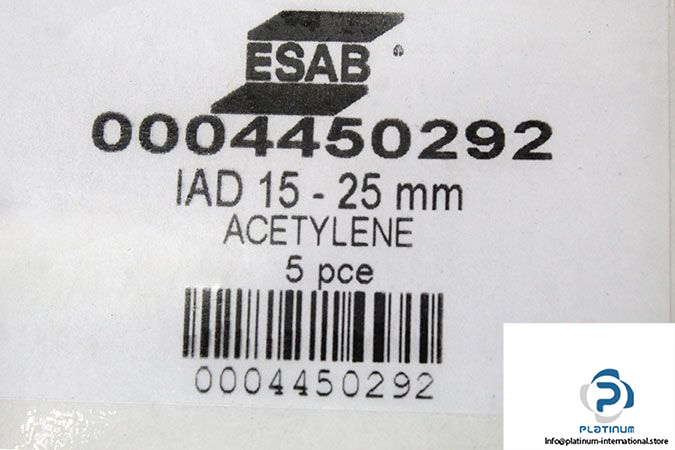 ESAB ®
0004450292
IAD 15 - 25 mm
ACETYLENE
5 pce
0004450292
PLATINUM
Info@platinum-international.store